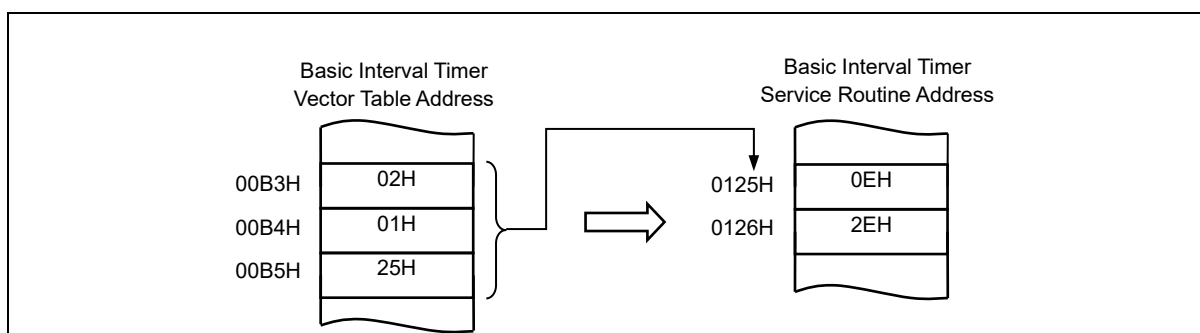 Basic Interval Timer
Vector Table Address
00B3H 02H
00B4H 01H
00B5H 25H
Basic Interval Timer
Service Routine Address
0125H 0EH
0126H 2EH